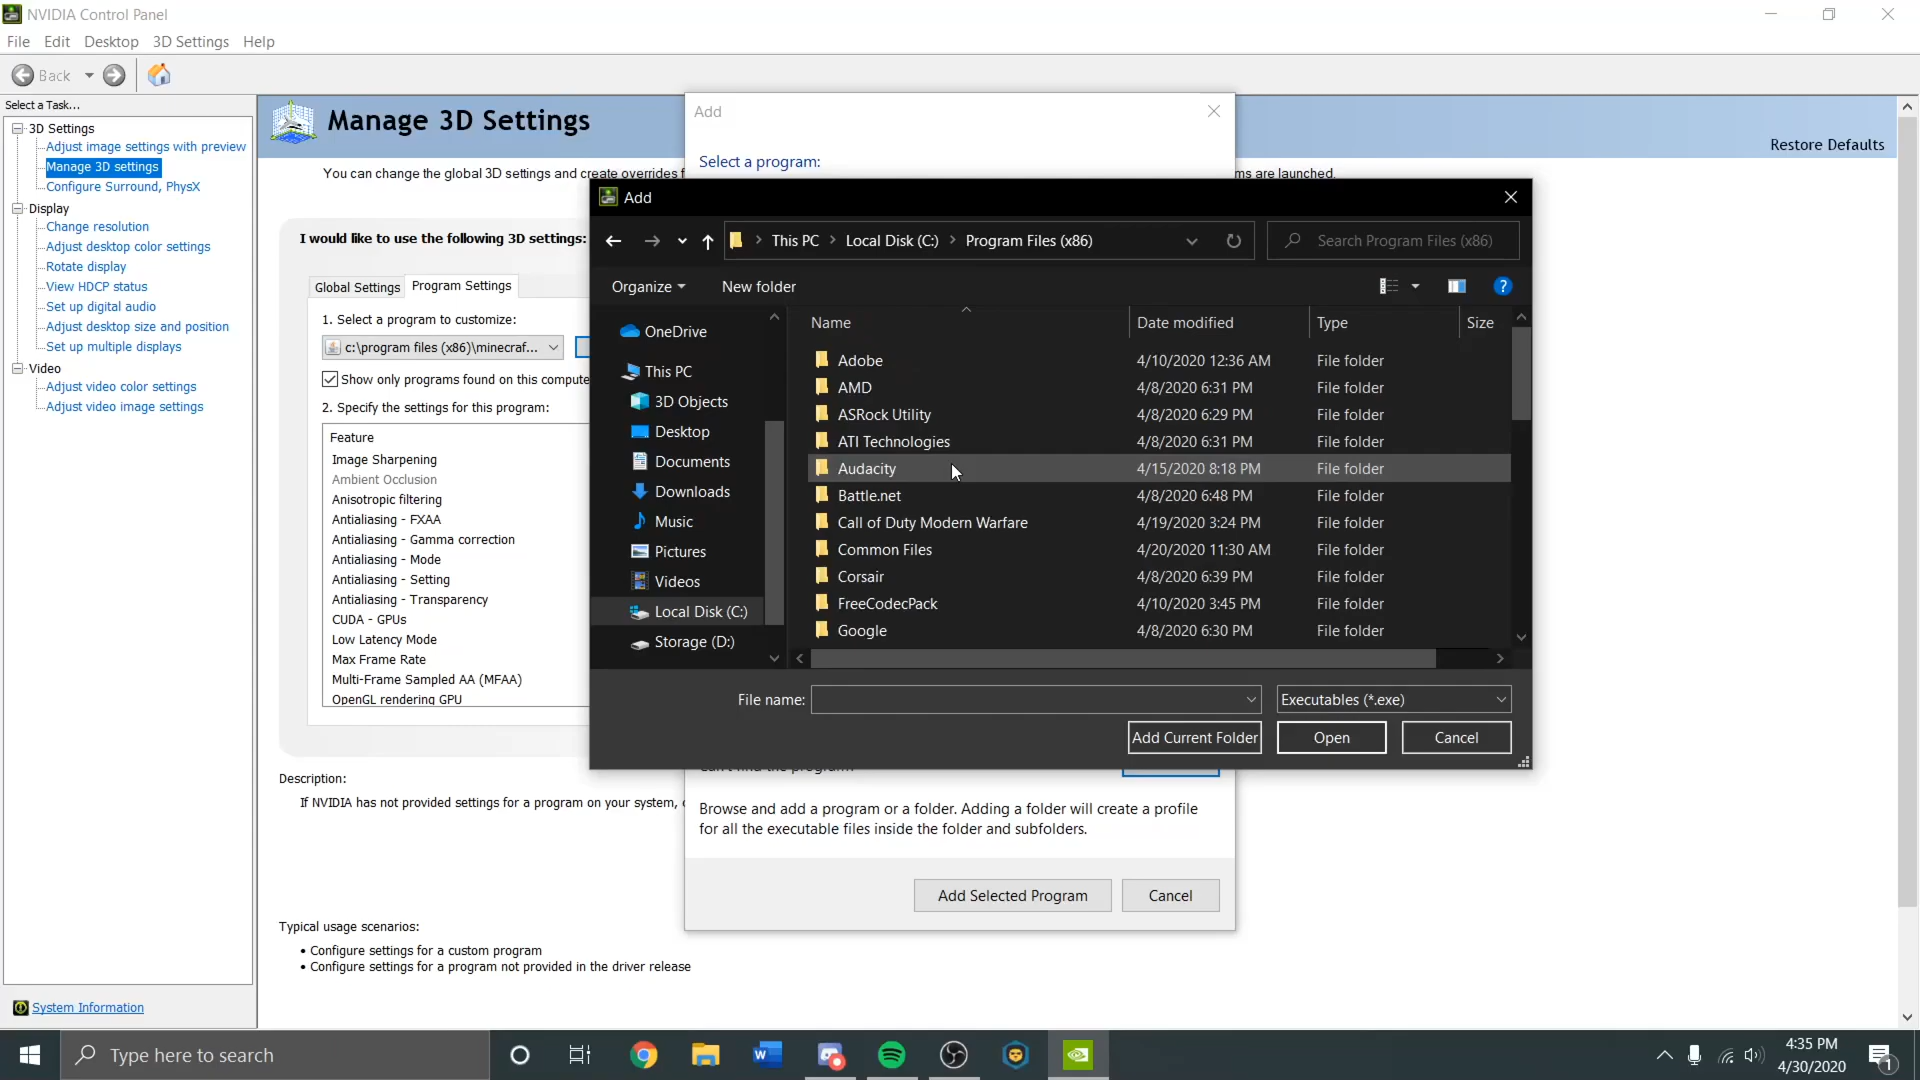 NVIDIA Control Panel
File Edit Desktop 3D Settings Help
Back
Select a Task...
3D Settings
Adjust image settings with preview
Manage 3D settings
Configure Surround, PhysX
Display
Change resolution
Adjust desktop color settings
Rotate display
View HDCP status
Set up digital audio
Adjust desktop size and position
Set up multiple displays
Video
Adjust video color settings
Adjust video image settings
System Information
Manage 3D Settings
Restore Defaults
You can change the global 3D settings and create overrides f
ms are launched.
I would like to use the following 3D settings:
Global Settings Program Settings
1. Select a program to customize:
c:\program files (x86)\minecraf...
Show only programs found on this compute
2. Specify the settings for this program:
Feature
Image Sharpening
Ambient Occlusion
Anisotropic filtering
Antialiasing - FXAA
Antialiasing - Gamma correction
Antialiasing - Mode
Antialiasing - Setting
Antialiasing - Transparency
CUDA - GPUs
Low Latency Mode
Max Frame Rate
Multi-Frame Sampled AA (MFAA)
OpenGL rendering GPU
Description:
If NVIDIA has not provided settings for a program on your system,
Typical usage scenarios:
• Configure settings for a custom program
• Configure settings for a program not provided in the driver release
Add
Select a program:
Add
This PC > Local Disk (C:) > Program Files (x86)
Search Program Files (x86)
Organize New folder
OneDrive
This PC
3D Objects
Desktop
Documents
Downloads
Music
Pictures
Videos
Local Disk (C:)
Storage (D:)
Name Date modified Type Size
Adobe 4/10/2020 12:36 AM File folder
AMD 4/8/2020 6:31 PM File folder
ASRock Utility 4/8/2020 6:29 PM File folder
ATI Technologies 4/8/2020 6:31 PM File folder
Audacity 4/15/2020 8:18 PM File folder
Battle.net 4/8/2020 6:48 PM File folder
Call of Duty Modern Warfare 4/19/2020 3:24 PM File folder
Common Files 4/20/2020 11:30 AM File folder
Corsair 4/8/2020 6:39 PM File folder
FreeCodecPack 4/10/2020 3:45 PM File folder
Google 4/8/2020 6:30 PM File folder
File name:
Executables (*.exe)
Add Current Folder Open Cancel
Browse and add a program or a folder. Adding a folder will create a profile
for all the executable files inside the folder and subfolders.
Add Selected Program Cancel
Type here to search
4:35 PM
4/30/2020
1